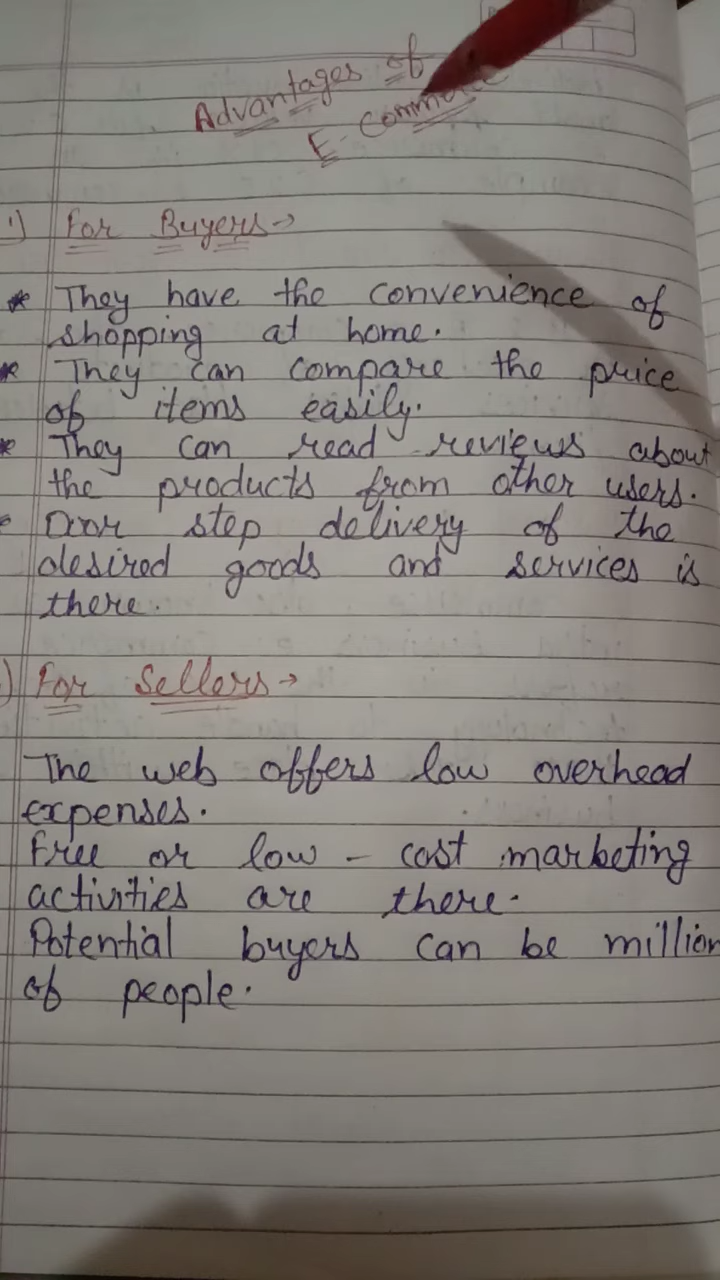 Advantages of
E-Commerce
1) For Buyers→
* They have the convenience of
shopping at home.
* They can compare the price
of items easily.
* They can read reviews about
the products from other users.
* Door step delivery of the
desired goods and services is
there.
) For Sellers→
The web offers low overhead
expenses.
Free or low - cost marketing
activities are there.
Potential buyers can be million
of people.